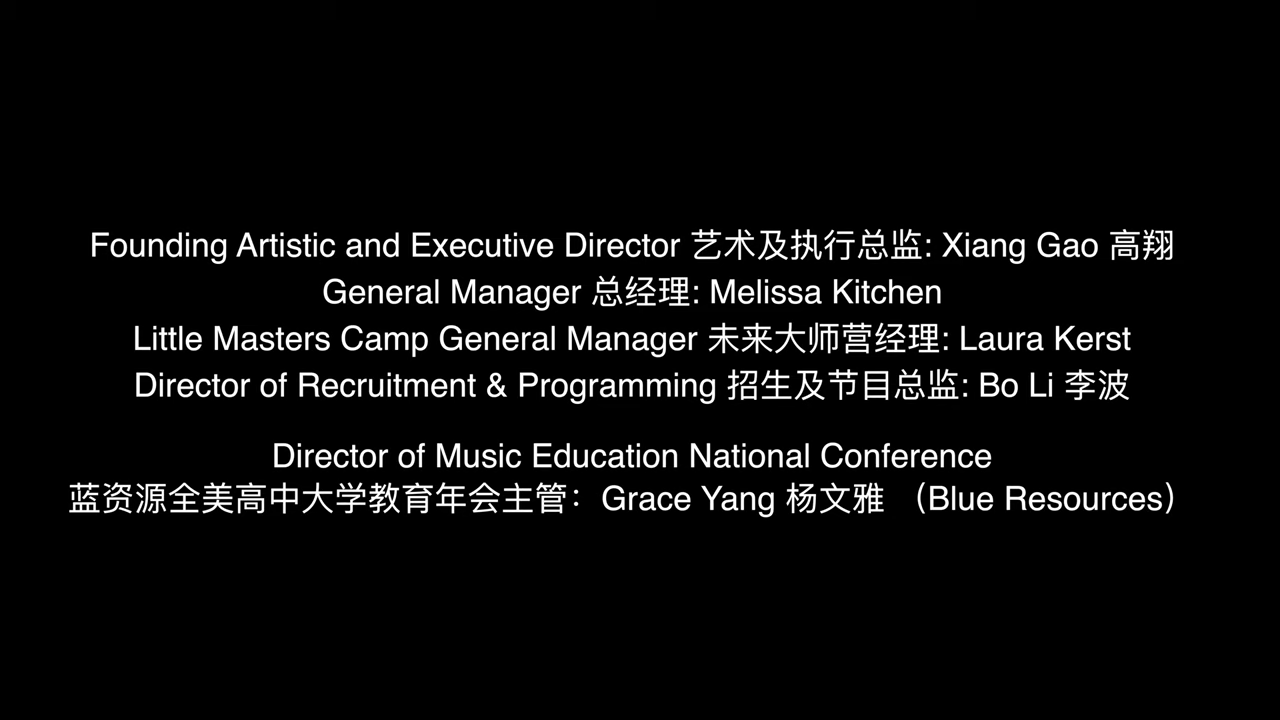 Founding Artistic and Executive Director 艺术及执行总监: Xiang Gao 高翔
General Manager 总经理: Melissa Kitchen
Little Masters Camp General Manager 未来大师营经理: Laura Kerst
Director of Recruitment & Programming 招生及节目总监: Bo Li 李波
Director of Music Education National Conference
蓝资源全美高中大学教育年会主管：Grace Yang 杨文雅 （Blue Resources）